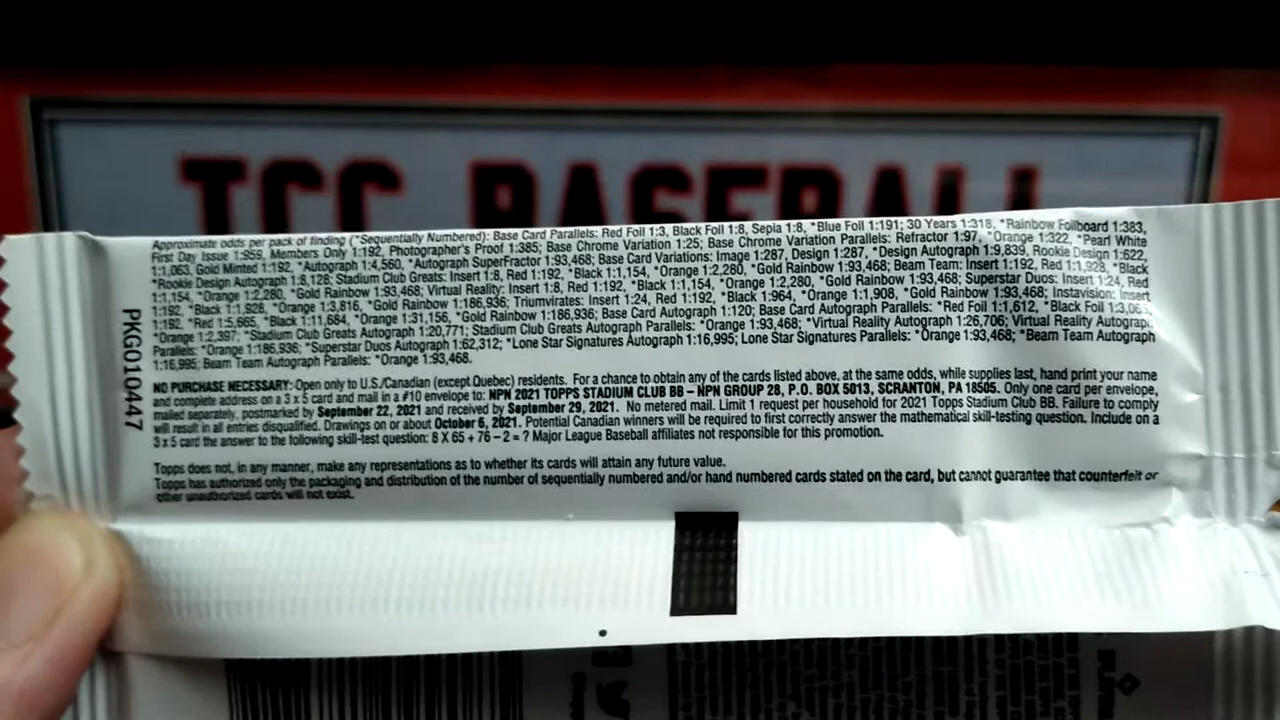 TCC BASEBALL
Approximate odds per pack of finding (*Sequentially Numbered): Base Card Parallels: Red Foil 1:3, Black Foil 1:8, Sepia 1:8, *Blue Foil 1:191; 30 Years 1:318, *Rainbow Foilboard 1:383,
First Day Issue 1:959, Members Only 1:192, Photographer's Proof 1:385; Base Chrome Variation 1:25; Base Chrome Variation Parallels: Refractor 1:97, *Orange 1:322, *Pearl White
1:1,063, Gold Minted 1:192, *Autograph 1:4,560, *Autograph SuperFractor 1:93,468; Base Card Variations: Image 1:287, Design 1:287, *Design Autograph 1:9,839, Rookie Design 1:622,
*Rookie Design Autograph 1:8,128; Stadium Club Greats: Insert 1:8, Red 1:192, *Black 1:1,154, *Orange 1:2,280, *Gold Rainbow 1:93,468; Beam Team: Insert 1:192, Red 1:1,928, *Black
1:1,154, *Orange 1:2,280, *Gold Rainbow 1:93,468; Virtual Reality: Insert 1:8, Red 1:192, *Black 1:1,154, *Orange 1:2,280, *Gold Rainbow 1:93,468; Superstar Duos: Insert 1:24, Red
1:192, *Black 1:1,928, *Orange 1:3,816, *Gold Rainbow 1:186,936; Triumvirates: Insert 1:24, Red 1:192, *Black 1:964, *Orange 1:1,908, *Gold Rainbow 1:93,468; Instavision: Insert
1:192, *Red 1:5,665, *Black 1:11,684, *Orange 1:31,156, *Gold Rainbow 1:186,936; Base Card Autograph 1:120; Base Card Autograph Parallels: *Red Foil 1:1,612, *Black Foil
*Orange 1:2,397; *Stadium Club Greats Autograph 1:20,771; Stadium Club Greats Autograph Parallels: *Orange 1:93,468; *Virtual Reality Autograph 1:26,706; Virtual Reality Autograph
Parallels: *Orange 1:186,936; *Superstar Duos Autograph 1:62,312; *Lone Star Signatures Autograph 1:16,995; Lone Star Signatures Parallels: *Orange 1:93,468; *Beam Team Autograph
1:16,995; Beam Team Autograph Parallels: *Orange 1:93,468.
NO PURCHASE NECESSARY: Open only to U.S./Canadian (except Quebec) residents. For a chance to obtain any of the cards listed above, at the same odds, while supplies last, hand print your name
and complete address on a 3 x 5 card and mail in a #10 envelope to: NPN 2021 TOPPS STADIUM CLUB BB – NPN GROUP 28, P.O. BOX 5013, SCRANTON, PA 18505. Only one card per envelope,
mailed separately, postmarked by September 22, 2021 and received by September 29, 2021. No metered mail. Limit 1 request per household for 2021 Topps Stadium Club BB. Failure to comply
will result in all entries disqualified. Drawings on or about October 6, 2021. Potential Canadian winners will be required to first correctly answer the mathematical skill-testing question. Include on a
3 x 5 card the answer to the following skill-test question: 8 X 65 + 76 – 2 = ? Major League Baseball affiliates not responsible for this promotion.
Topps does not, in any manner, make any representations as to whether its cards will attain any future value.
Topps has authorized only the packaging and distribution of the number of sequentially numbered and/or hand numbered cards stated on the card, but cannot guarantee that counterfeit or
other unauthorized cards will not exist.
PKG010447